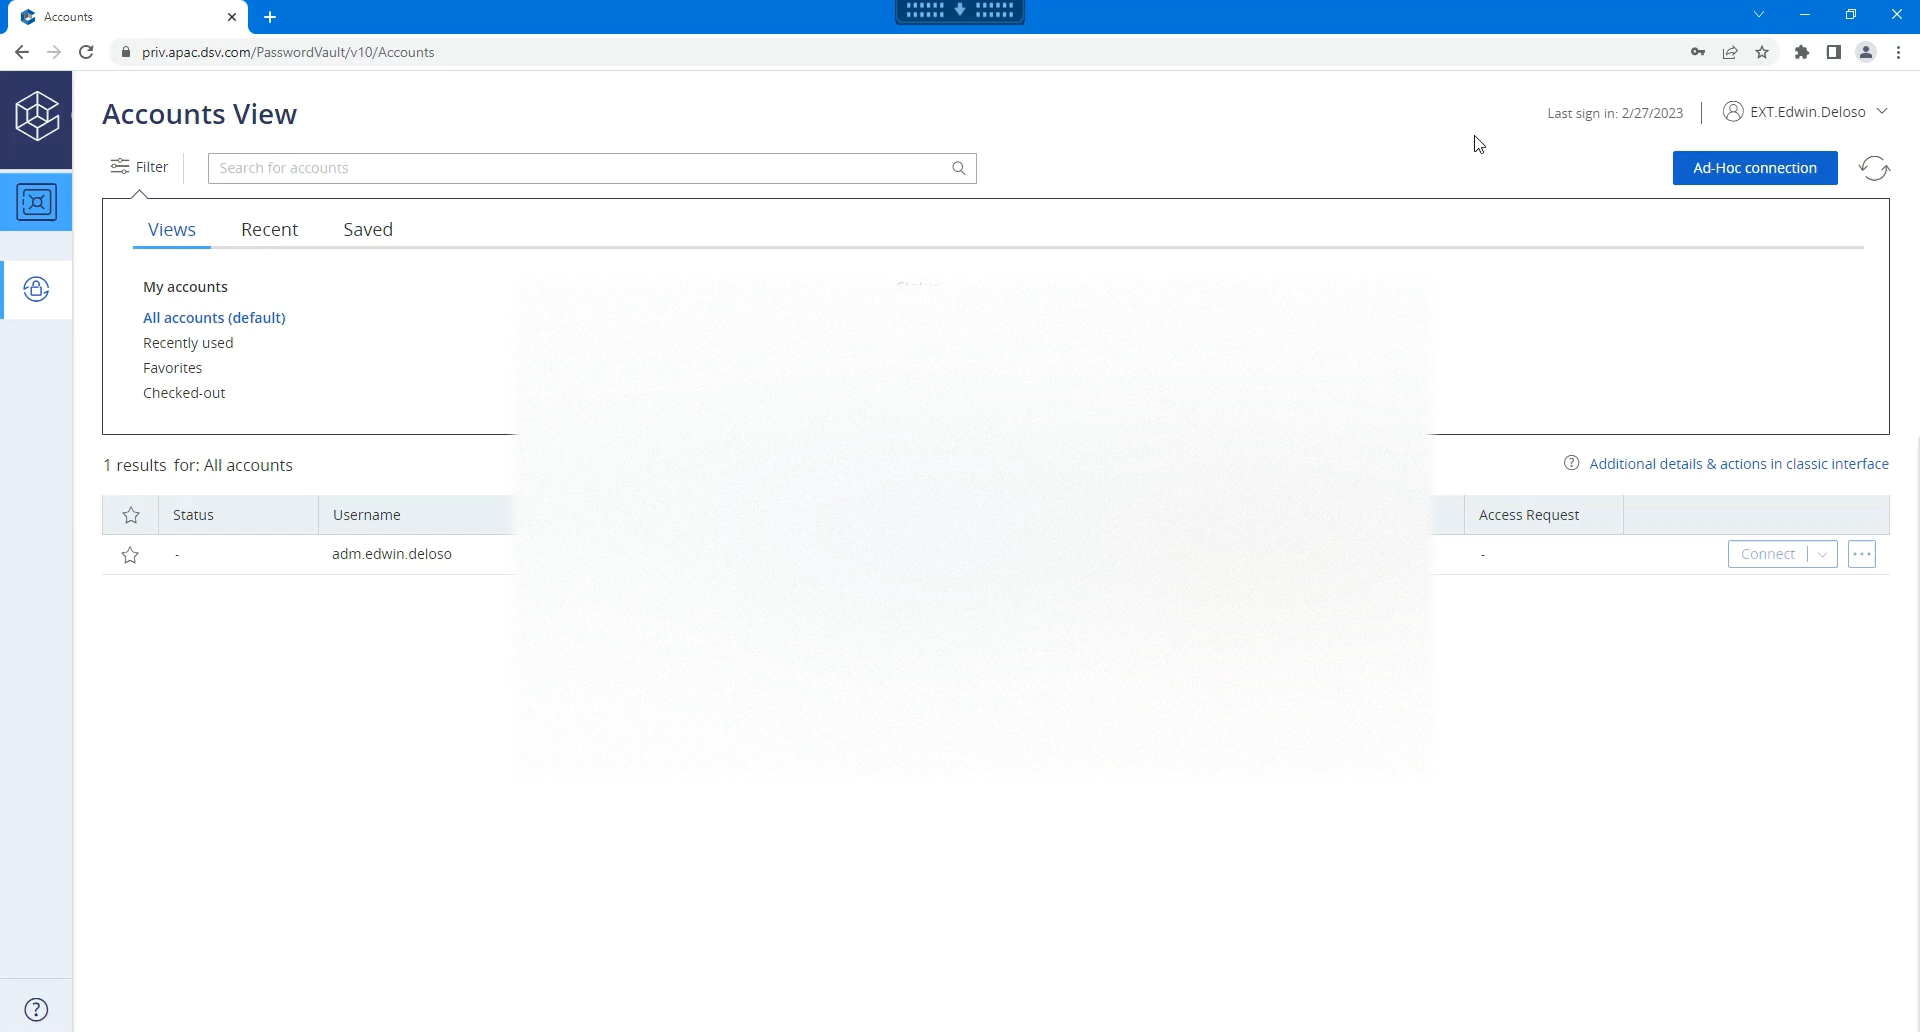 Accounts
priv.apac.dsv.com/PasswordVault/v10/Accounts
Accounts View
Last sign in: 2/27/2023
EXT.Edwin.Deloso
Filter
Search for accounts
Ad-Hoc connection
Views Recent Saved
My accounts
All accounts (default)
Recently used
Favorites
Checked-out
1 results for: All accounts
? Additional details & actions in classic interface
Status Username Access Request
- adm.edwin.deloso - Connect ...
?